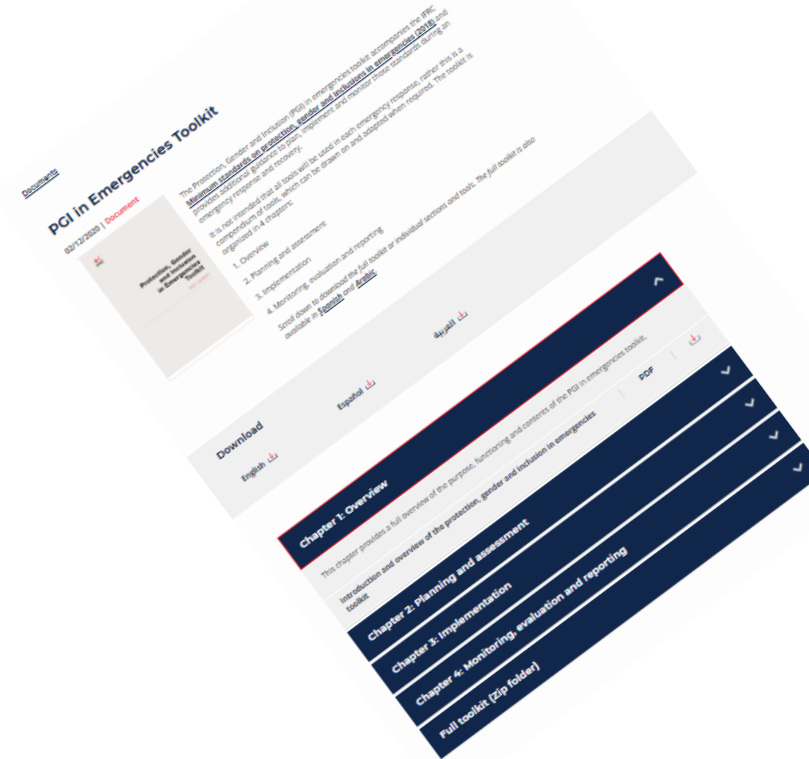 Documents
PGI in Emergencies Toolkit
02/12/2020 | Document
Protection, Gender
and Inclusion
in Emergencies
Toolkit
The Protection, Gender and Inclusion (PGI) in emergencies toolkit accompanies the IFRC
Minimum standards on protection, gender and inclusions in emergencies (2018) and
provides additional guidance to plan, implement and monitor those standards during an
emergency response and recovery.
It is not intended that all tools will be used in each emergency response, rather this is a
compendium of tools, which can be drawn on and adapted when required. The toolkit is
organized in 4 chapters:
1. Overview
2. Planning and assessment
3. Implementation
4. Monitoring, evaluation and reporting
Scroll down to download the full toolkit or individual sections and tools. The full toolkit is also
available in Spanish and Arabic.
Download
English
Español
العربية
Chapter 1: Overview
This chapter provides a full overview of the purpose, functioning and contents of the PGI in emergencies toolkit.
Introduction and overview of the protection, gender and inclusion in emergencies
toolkit
PDF
Chapter 2: Planning and assessment
Chapter 3: Implementation
Chapter 4: Monitoring, evaluation and reporting
Full toolkit (Zip folder)